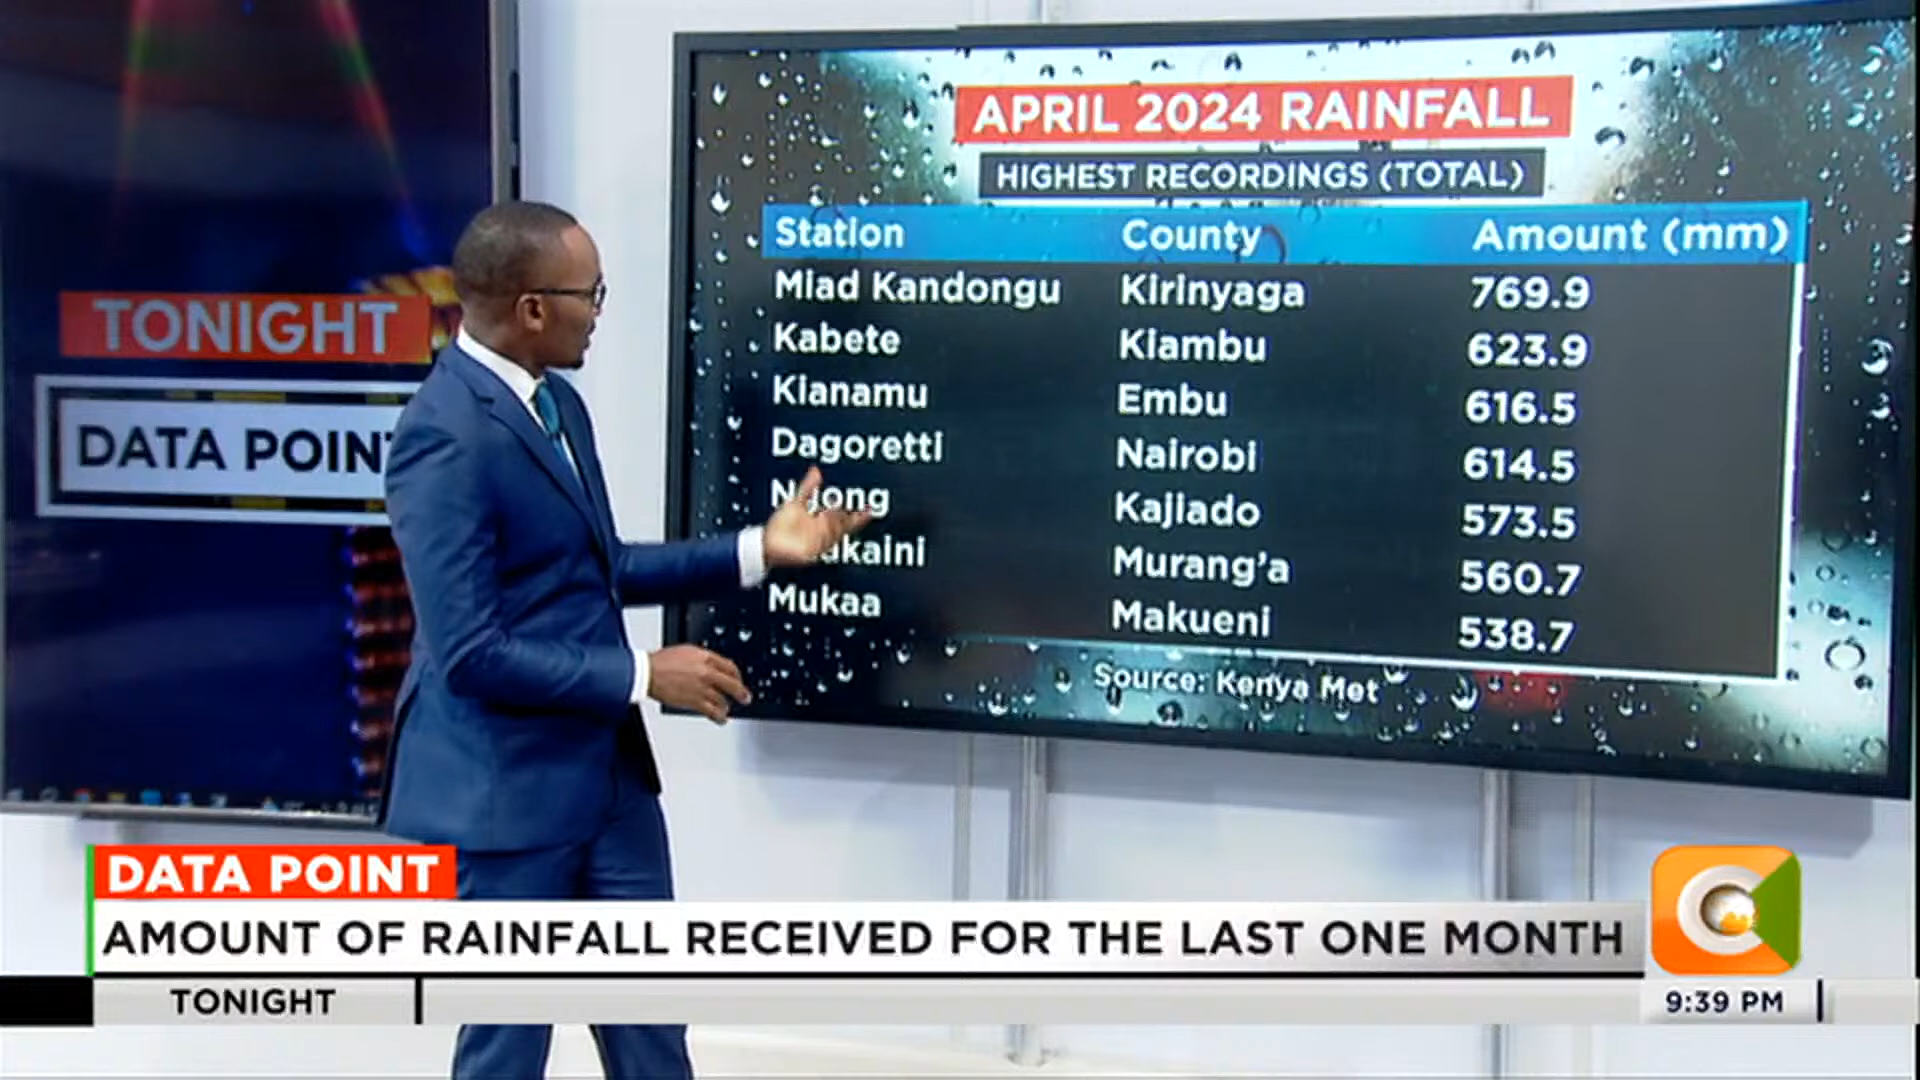 APRIL 2024 RAINFALL
HIGHEST RECORDINGS (TOTAL)
Station County Amount (mm)
Miad Kandongu Kirinyaga 769.9
Kabete Kiambu 623.9
Kianamu Embu 616.5
Dagoretti Nairobi 614.5
Ngong Kajiado 573.5
Murang'a 560.7
Mukaa Makueni 538.7
Source: Kenya Met
TONIGHT
DATA POINT
DATA POINT
AMOUNT OF RAINFALL RECEIVED FOR THE LAST ONE MONTH
TONIGHT
9:39 PM